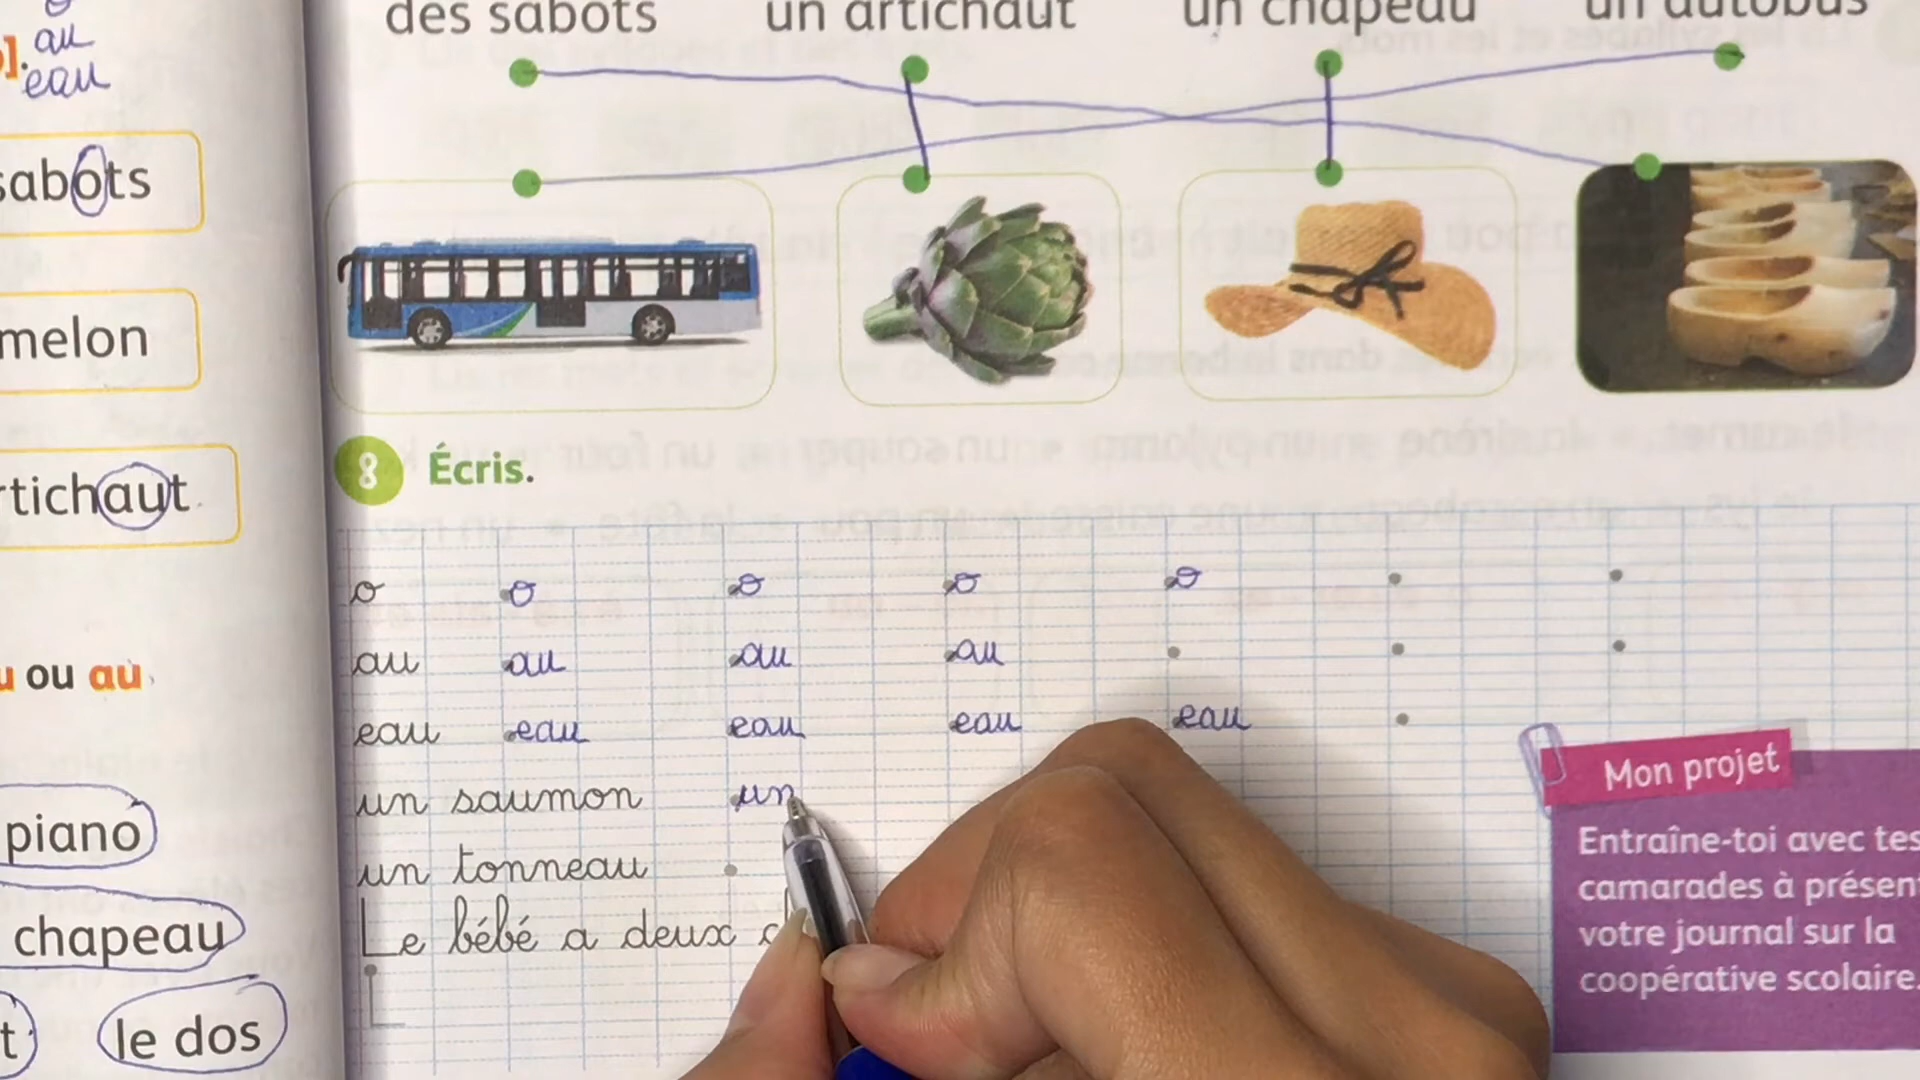 au
eau
sabots
melon
ou au
piano
chapeau
le dos
des sabots un artichaut un chapeau un autobus
8 Écris.
o o o o o
au au au au
eau eau eau eau eau
un saumon un
un tonneau
Le bébé a deux
Mon projet
Entraîne-toi avec tes
camarades à présen
votre journal sur la
coopérative scolaire.